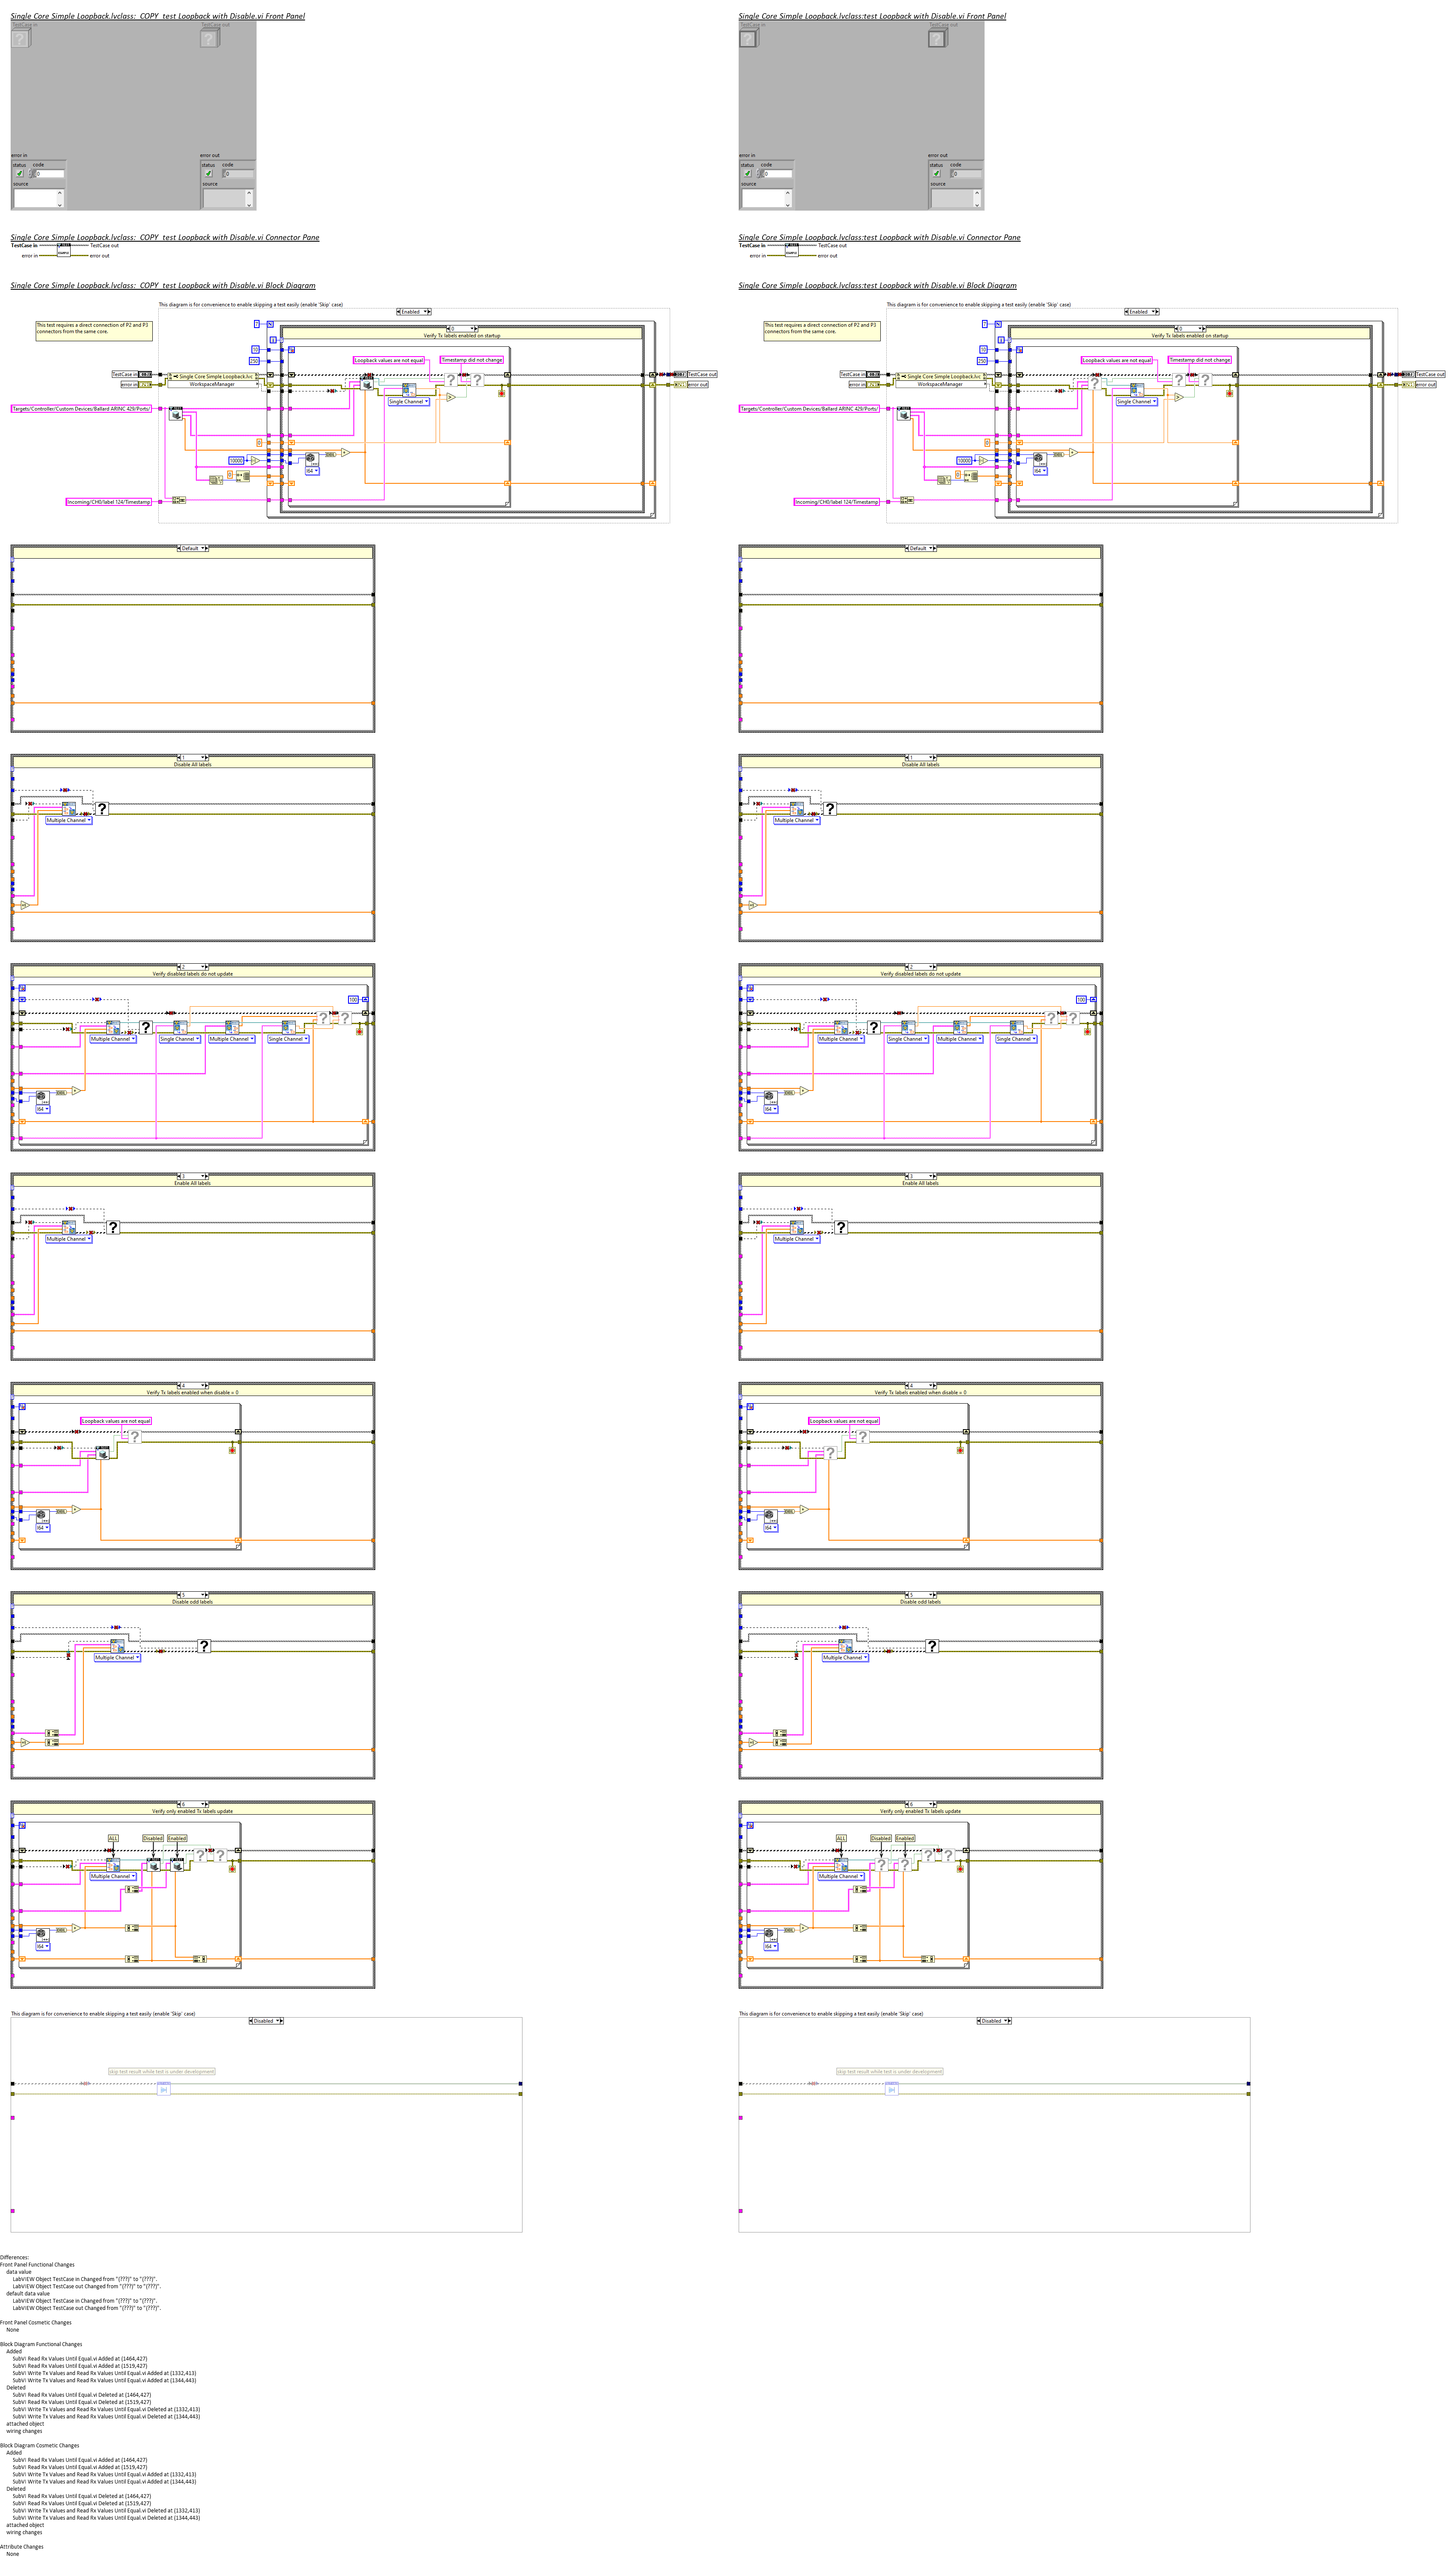 Single Core Simple Loopback.lvclass:_COPY_test Loopback with Disable.vi Front Panel
TestCase in
TestCase out
error in
status code
0
source
error out
status code
0
source
Single Core Simple Loopback.lvclass:_COPY_test Loopback with Disable.vi Connector Pane
TestCase in
TestCase out
error in
error out
Single Core Simple Loopback.lvclass:_COPY_test Loopback with Disable.vi Block Diagram
This diagram is for convenience to enable skipping a test easily (enable 'Skip' case)
Enabled
This test requires a direct connection of P2 and P3
connectors from the same core.
7
0
Verify Tx labels enabled on startup
10
250
Loopback values are not equal
Timestamp did not change
TestCase in
Single Core Simple Loopback.lvc
TestCase out
error in
WorkspaceManager
error out
Single Channel
Targets/Controller/Custom Devices/Ballard ARINC 429/Ports/
0
10000
I64
0
Incoming/CH0/label 124/Timestamp
Default
1
Disable All labels
Multiple Channel
2
Verify disabled labels do not update
100
Multiple Channel
Single Channel
Multiple Channel
Single Channel
I64
3
Enable All labels
Multiple Channel
4
Verify Tx labels enabled when disable = 0
Loopback values are not equal
I64
5
Disable odd labels
Multiple Channel
6
Verify only enabled Tx labels update
ALL
Disabled
Enabled
Multiple Channel
I64
This diagram is for convenience to enable skipping a test easily (enable 'Skip' case)
Disabled
skip test result while test is under development
Single Core Simple Loopback.lvclass:test Loopback with Disable.vi Front Panel
TestCase in
TestCase out
error in
status code
0
source
error out
status code
0
source
Single Core Simple Loopback.lvclass:test Loopback with Disable.vi Connector Pane
TestCase in
TestCase out
error in
error out
Single Core Simple Loopback.lvclass:test Loopback with Disable.vi Block Diagram
This diagram is for convenience to enable skipping a test easily (enable 'Skip' case)
Enabled
This test requires a direct connection of P2 and P3
connectors from the same core.
7
0
Verify Tx labels enabled on startup
10
250
Loopback values are not equal
Timestamp did not change
TestCase in
Single Core Simple Loopback.lvc
TestCase out
error in
WorkspaceManager
error out
Single Channel
Targets/Controller/Custom Devices/Ballard ARINC 429/Ports/
0
10000
I64
0
Incoming/CH0/label 124/Timestamp
Default
1
Disable All labels
Multiple Channel
2
Verify disabled labels do not update
100
Multiple Channel
Single Channel
Multiple Channel
Single Channel
I64
3
Enable All labels
Multiple Channel
4
Verify Tx labels enabled when disable = 0
Loopback values are not equal
I64
5
Disable odd labels
Multiple Channel
6
Verify only enabled Tx labels update
ALL
Disabled
Enabled
Multiple Channel
I64
This diagram is for convenience to enable skipping a test easily (enable 'Skip' case)
Disabled
skip test result while test is under development
Differences:
Front Panel Functional Changes
data value
LabVIEW Object TestCase in Changed from "(???)" to "(???)".
LabVIEW Object TestCase out Changed from "(???)" to "(???)".
default data value
LabVIEW Object TestCase in Changed from "(???)" to "(???)".
LabVIEW Object TestCase out Changed from "(???)" to "(???)".
Front Panel Cosmetic Changes
None
Block Diagram Functional Changes
Added
SubVI Read Rx Values Until Equal.vi Added at (1464,427)
SubVI Read Rx Values Until Equal.vi Added at (1519,427)
SubVI Write Tx Values and Read Rx Values Until Equal.vi Added at (1332,413)
SubVI Write Tx Values and Read Rx Values Until Equal.vi Added at (1344,443)
Deleted
SubVI Read Rx Values Until Equal.vi Deleted at (1464,427)
SubVI Read Rx Values Until Equal.vi Deleted at (1519,427)
SubVI Write Tx Values and Read Rx Values Until Equal.vi Deleted at (1332,413)
SubVI Write Tx Values and Read Rx Values Until Equal.vi Deleted at (1344,443)
attached object
wiring changes
Block Diagram Cosmetic Changes
Added
SubVI Read Rx Values Until Equal.vi Added at (1464,427)
SubVI Read Rx Values Until Equal.vi Added at (1519,427)
SubVI Write Tx Values and Read Rx Values Until Equal.vi Added at (1332,413)
SubVI Write Tx Values and Read Rx Values Until Equal.vi Added at (1344,443)
Deleted
SubVI Read Rx Values Until Equal.vi Deleted at (1464,427)
SubVI Read Rx Values Until Equal.vi Deleted at (1519,427)
SubVI Write Tx Values and Read Rx Values Until Equal.vi Deleted at (1332,413)
SubVI Write Tx Values and Read Rx Values Until Equal.vi Deleted at (1344,443)
attached object
wiring changes
Attribute Changes
None